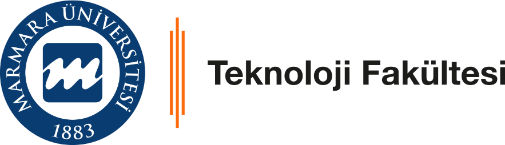 MARMARA ÜNİVERSİTESİ
m
1883
Teknoloji Fakültesi